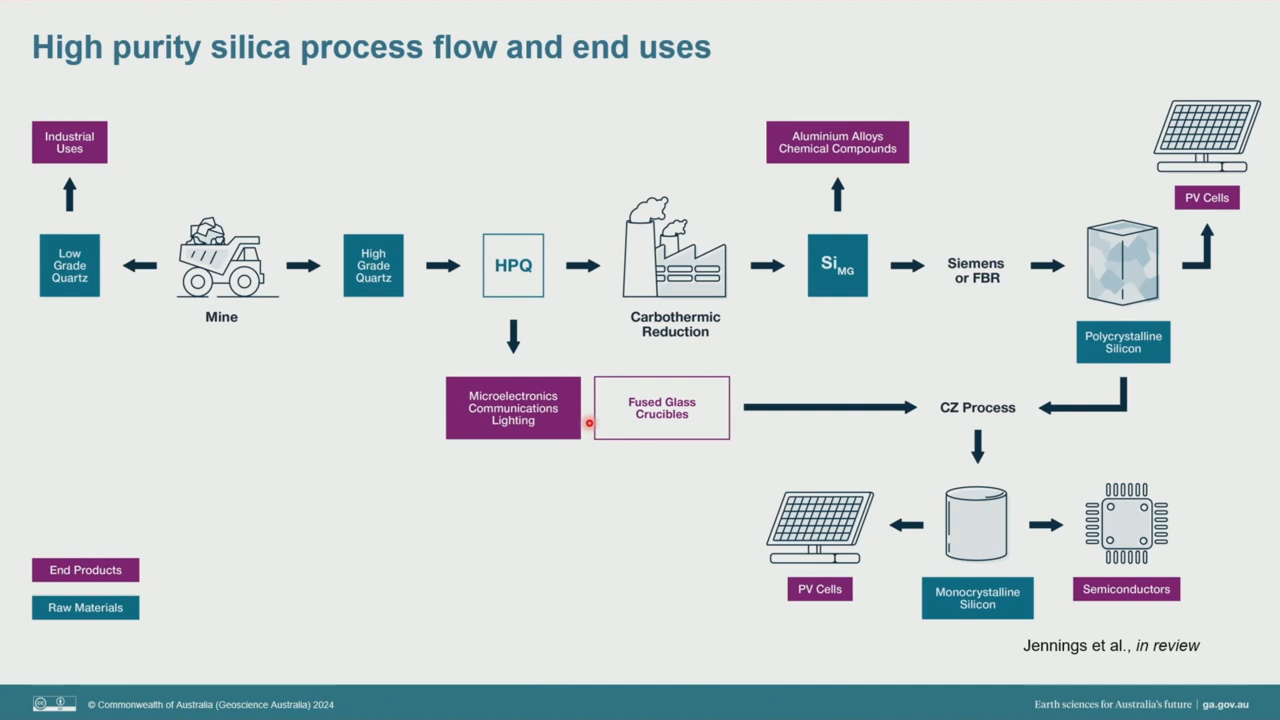 High purity silica process flow and end uses
Industrial
Uses
Aluminium Alloys
Chemical Compounds
PV Cells
Low
Grade
Quartz
Mine
High
Grade
Quartz
HPQ
Carbothermic
Reduction
SiMG
Siemens
or FBR
Polycrystalline
Silicon
Microelectronics
Communications
Lighting
Fused Glass
Crucibles
CZ Process
PV Cells
Monocrystalline
Silicon
Semiconductors
End Products
Raw Materials
Jennings et al., in review
© Commonwealth of Australia (Geoscience Australia) 2024
Earth sciences for Australia's future | ga.gov.au